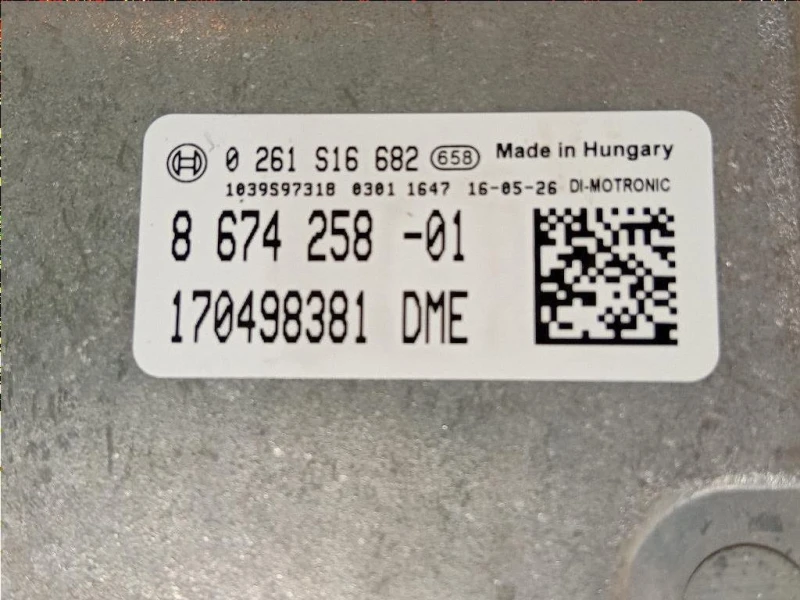 0 261 S16 682 658 Made in Hungary
1039S97318 0301 1647 16-05-26 DI-MOTRONIC
8 674 258 -01
170498381 DME